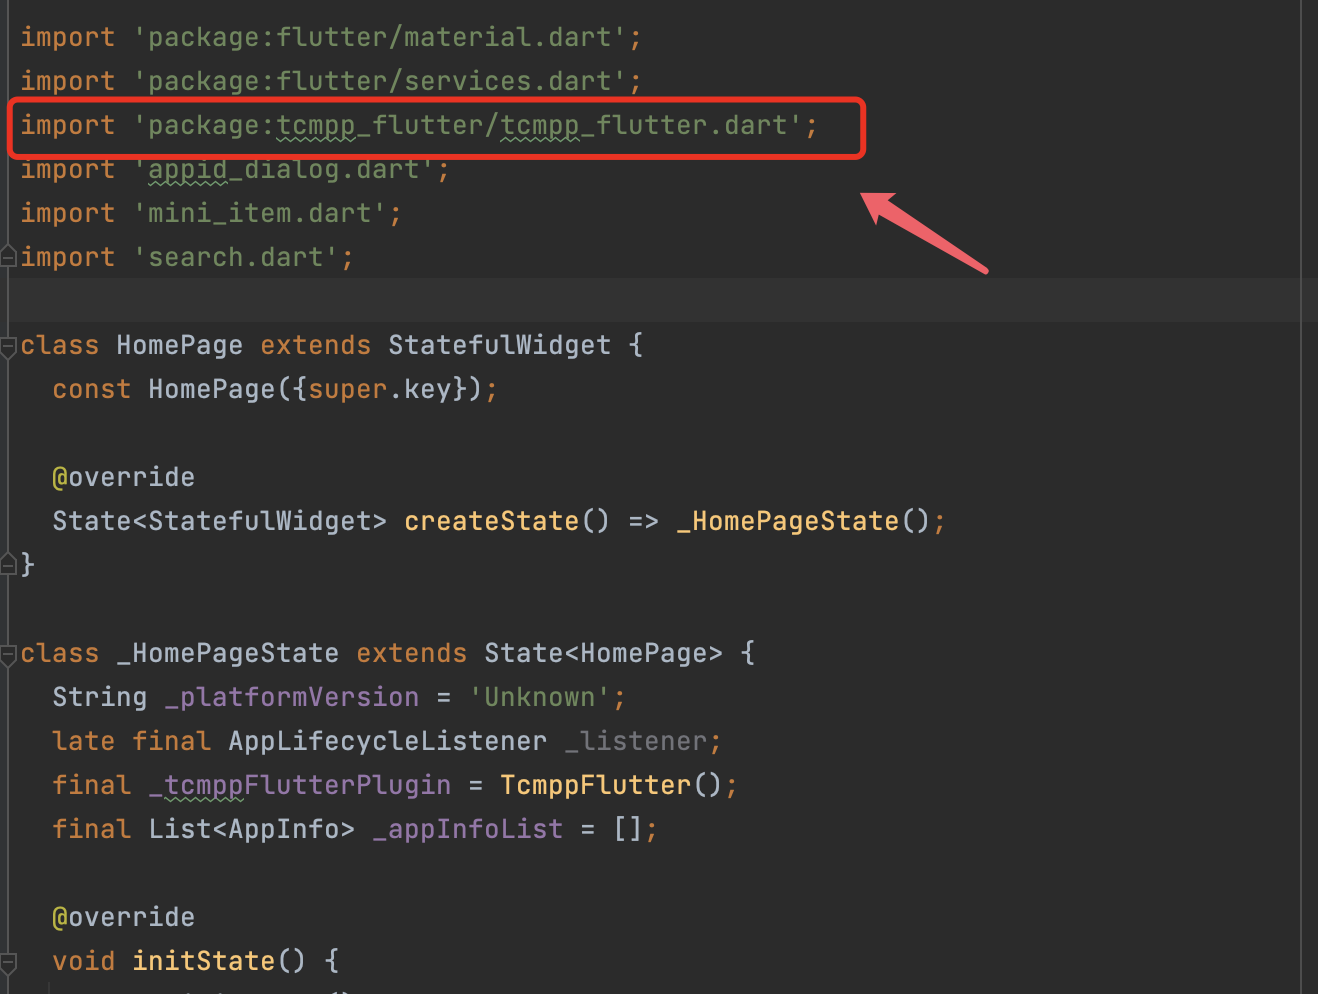 import 'package:flutter/material.dart';
import 'package:flutter/services.dart';
import 'package:tcmpp_flutter/tcmpp_flutter.dart';
import 'appid_dialog.dart';
import 'mini_item.dart';
import 'search.dart';
class HomePage extends StatefulWidget {
const HomePage({super.key});
@override
State<StatefulWidget> createState() => _HomePageState();
}
class _HomePageState extends State<HomePage> {
String _platformVersion = 'Unknown';
late final AppLifecycleListener _listener;
final _tcmppFlutterPlugin = TcmppFlutter();
final List<AppInfo> _appInfoList = [];
@override
void initState() {